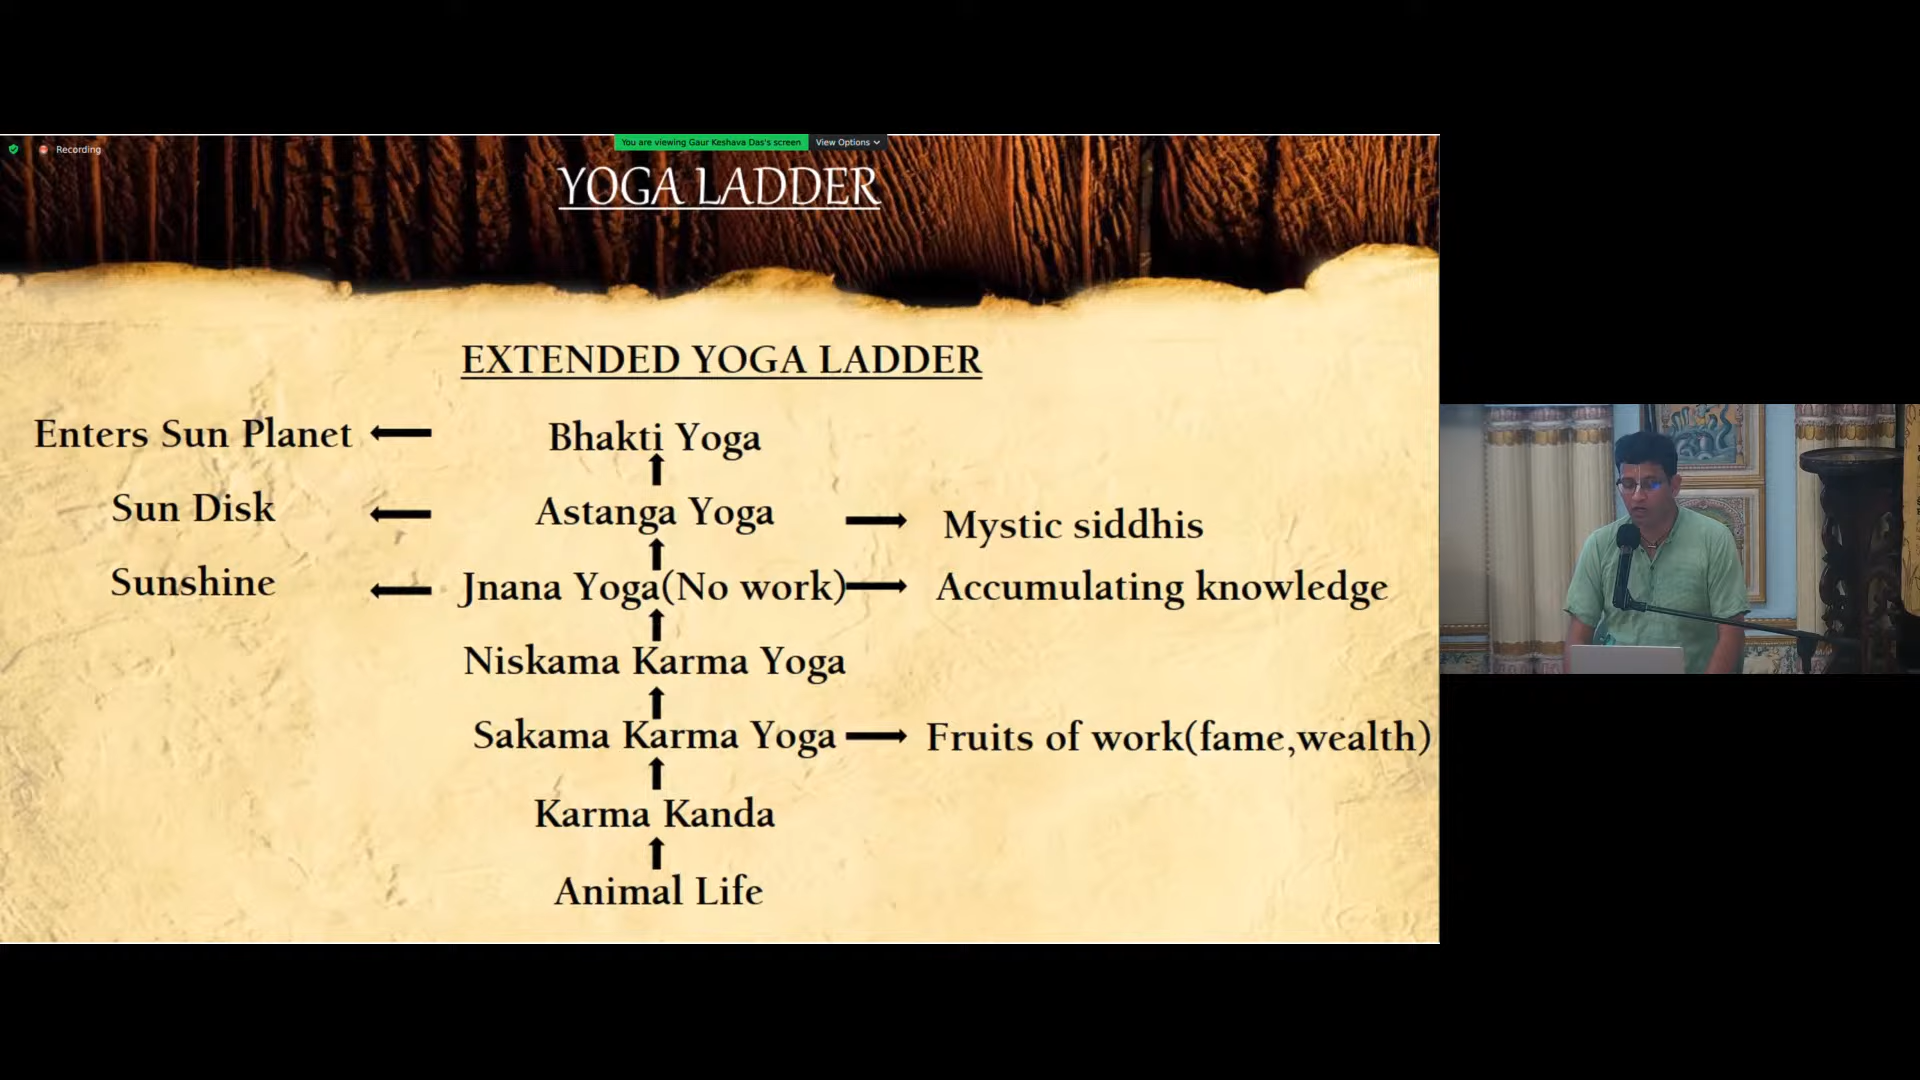 Recording
You are viewing Gaur Keshava Das's screen
View Options
YOGA LADDER
EXTENDED YOGA LADDER
Enters Sun Planet
Bhakti Yoga
Sun Disk
Astanga Yoga
Mystic siddhis
Sunshine
Jnana Yoga(No work)
Accumulating knowledge
Niskama Karma Yoga
Sakama Karma Yoga
Fruits of work(fame,wealth)
Karma Kanda
Animal Life